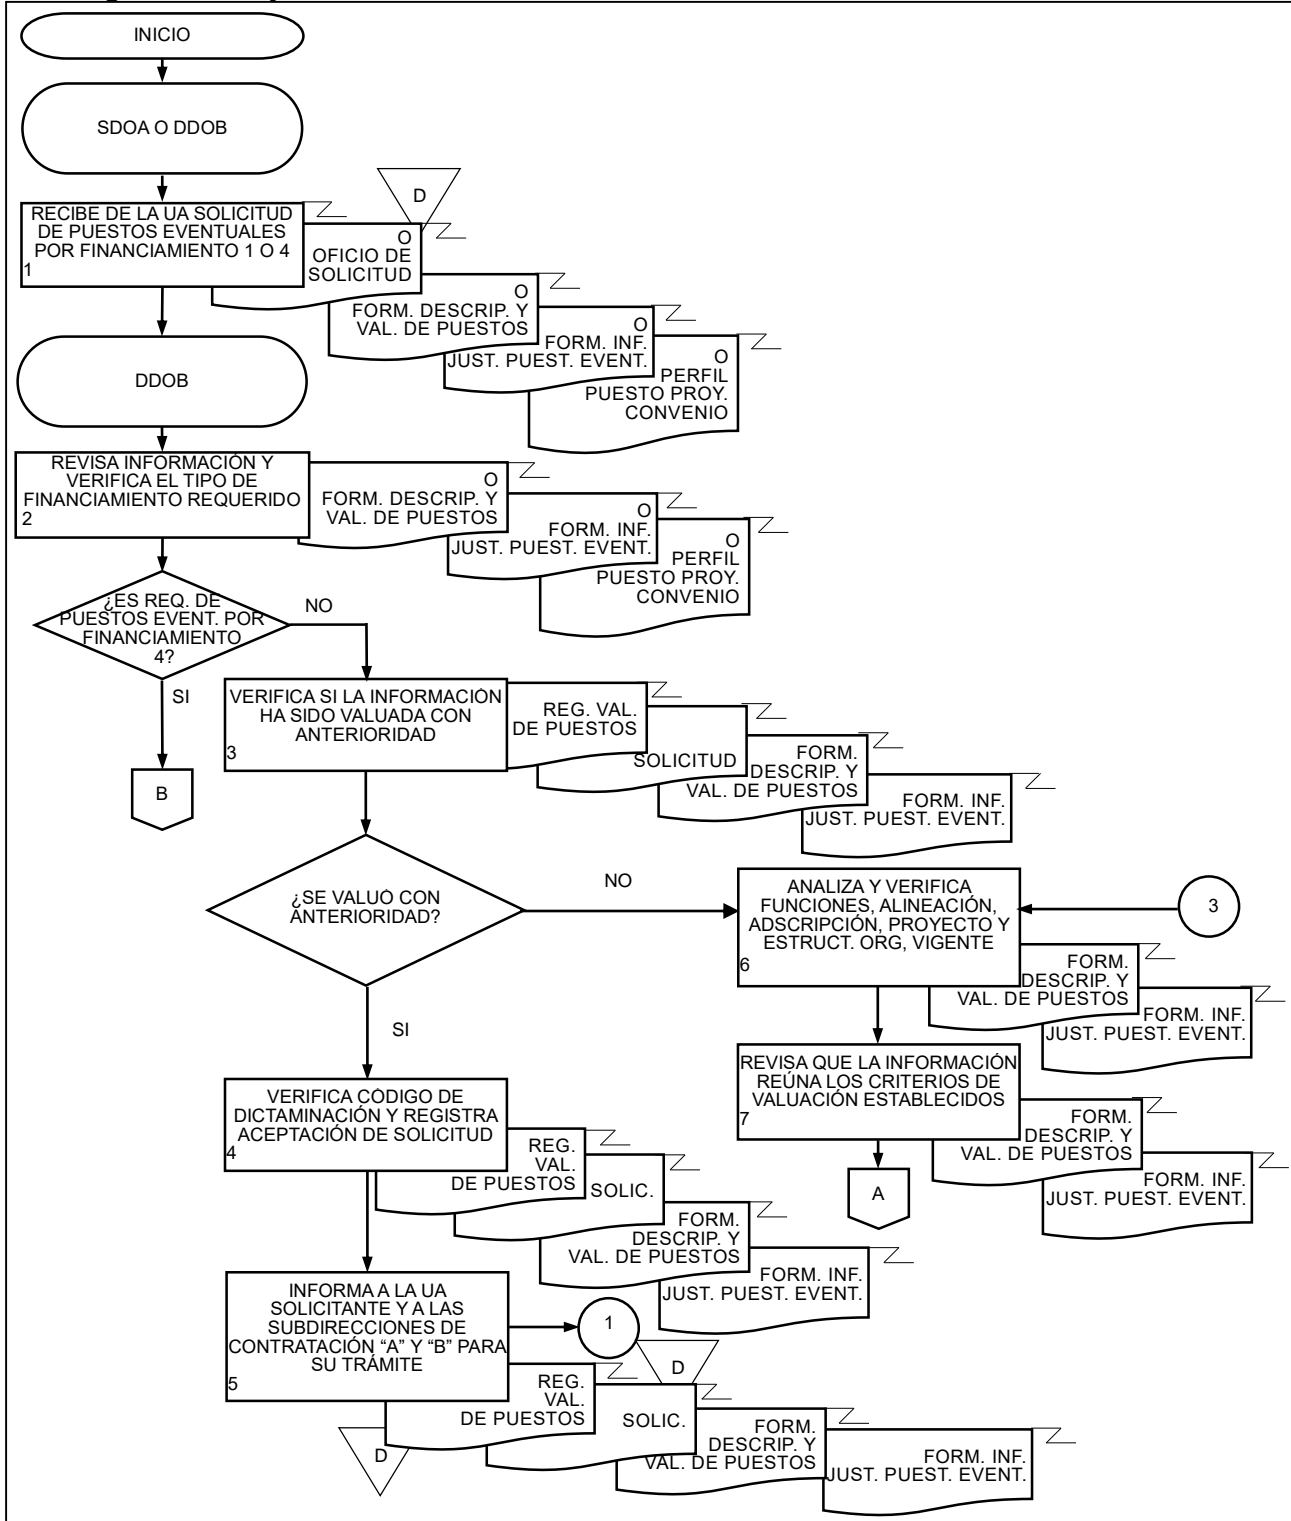 INICIO
SDOA O DDOB
RECIBE DE LA UA SOLICITUD
DE PUESTOS EVENTUALES
POR FINANCIAMIENTO 1 O 4
1
D
O
OFICIO DE
SOLICITUD
O
FORM. DESCRIP. Y
VAL. DE PUESTOS
O
FORM. INF.
JUST. PUEST. EVENT.
O
PERFIL
PUESTO PROY.
CONVENIO
DDOB
REVISA INFORMACIÓN Y
VERIFICA EL TIPO DE
FINANCIAMIENTO REQUERIDO
2
O
FORM. DESCRIP. Y
VAL. DE PUESTOS
O
FORM. INF.
JUST. PUEST. EVENT.
O
PERFIL
PUESTO PROY.
CONVENIO
¿ES REQ. DE
PUESTOS EVENT. POR
FINANCIAMIENTO
4?
NO
SI
B
VERIFICA SI LA INFORMACIÓN
HA SIDO VALUADA CON
ANTERIORIDAD
3
REG. VAL.
DE PUESTOS
SOLICITUD
FORM.
DESCRIP. Y
VAL. DE PUESTOS
FORM. INF.
JUST. PUEST. EVENT.
¿SE VALUÓ CON
ANTERIORIDAD?
NO
SI
ANALIZA Y VERIFICA
FUNCIONES, ALINEACIÓN,
ADSCRIPCIÓN, PROYECTO Y
ESTRUCT. ORG, VIGENTE
6
3
FORM.
DESCRIP. Y
VAL. DE PUESTOS
FORM. INF.
JUST. PUEST. EVENT.
REVISA QUE LA INFORMACIÓN
REÚNA LOS CRITERIOS DE
VALUACIÓN ESTABLECIDOS
7
FORM.
DESCRIP. Y
VAL. DE PUESTOS
FORM. INF.
JUST. PUEST. EVENT.
A
VERIFICA CÓDIGO DE
DICTAMINACIÓN Y REGISTRA
ACEPTACIÓN DE SOLICITUD
4
REG.
VAL.
DE PUESTOS
SOLIC.
FORM.
DESCRIP. Y
VAL. DE PUESTOS
FORM. INF.
JUST. PUEST. EVENT.
INFORMA A LA UA
SOLICITANTE Y A LAS
SUBDIRECCIONES DE
CONTRATACIÓN “A” Y “B” PARA
SU TRÁMITE
5
1
D
REG.
VAL.
DE PUESTOS
D
SOLIC.
FORM.
DESCRIP. Y
VAL. DE PUESTOS
FORM. INF.
JUST. PUEST. EVENT.